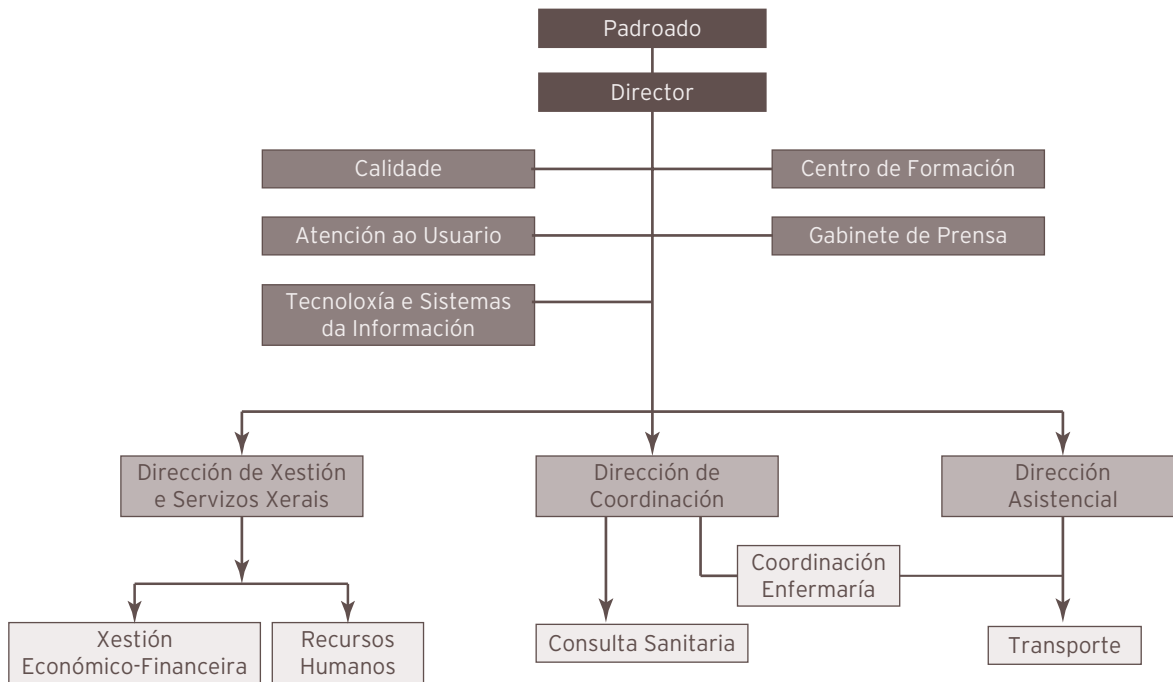 Padroado
Director
Calidade
Centro de Formación
Atención ao Usuario
Gabinete de Prensa
Tecnoloxía e Sistemas
da Información
Dirección de Xestión
e Servizos Xerais
Dirección de
Coordinación
Dirección
Asistencial
Coordinación
Enfermaría
Xestión
Económico-Financeira
Recursos
Humanos
Consulta Sanitaria
Transporte